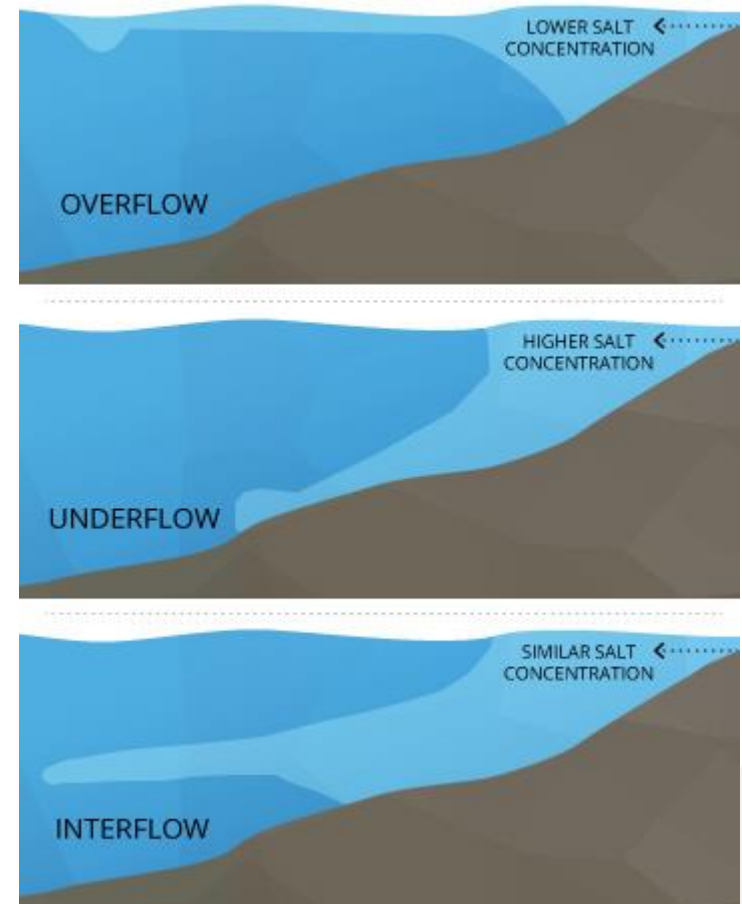 LOWER SALT
CONCENTRATION
OVERFLOW
HIGHER SALT
CONCENTRATION
UNDERFLOW
SIMILAR SALT
CONCENTRATION
INTERFLOW